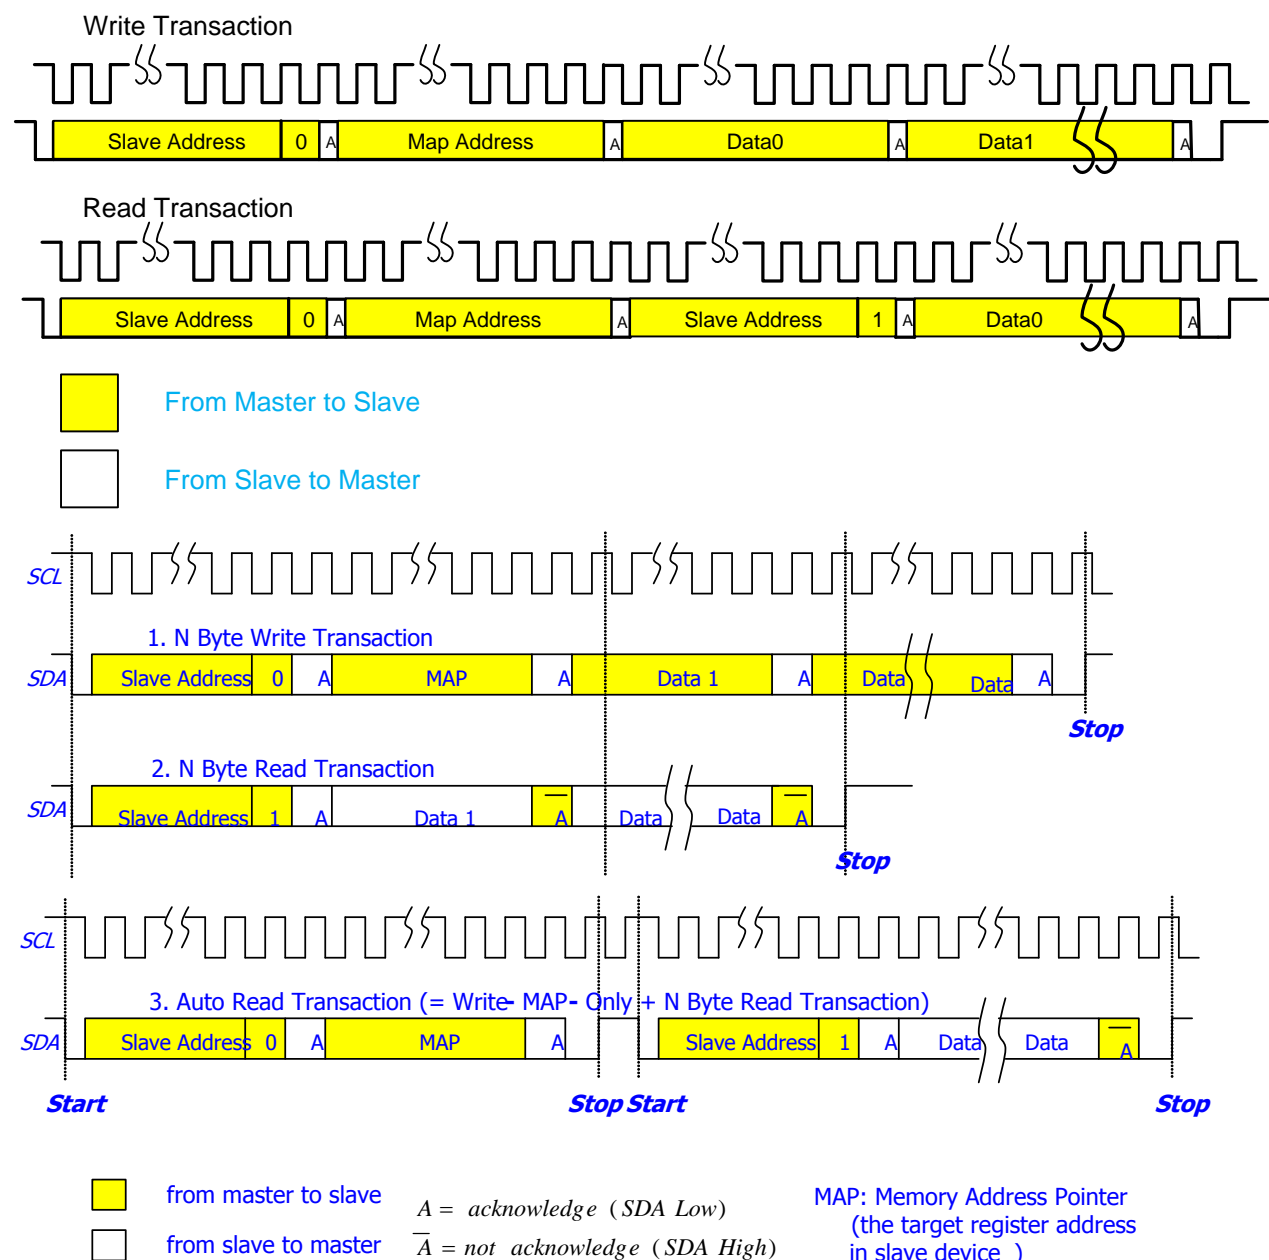 Write Transaction
Slave Address 0 A Map Address A Data0 A Data1 A
Read Transaction
Slave Address 0 A Map Address A Slave Address 1 A Data0 A
From Master to Slave
From Slave to Master
SCL
1. N Byte Write Transaction
SDA Slave Address 0 A MAP A Data 1 A Data Data A
Stop
2. N Byte Read Transaction
SDA Slave Address 1 A Data 1 A̅ Data Data A̅
Stop
SCL
3. Auto Read Transaction (= Write- MAP- Only + N Byte Read Transaction)
SDA Slave Address 0 A MAP A Slave Address 1 A Data Data A̅
Start Stop Start Stop
from master to slave
from slave to master
A = acknowledge (SDA Low)
A̅ = not acknowledge (SDA High)
MAP: Memory Address Pointer
(the target register address
in slave device )